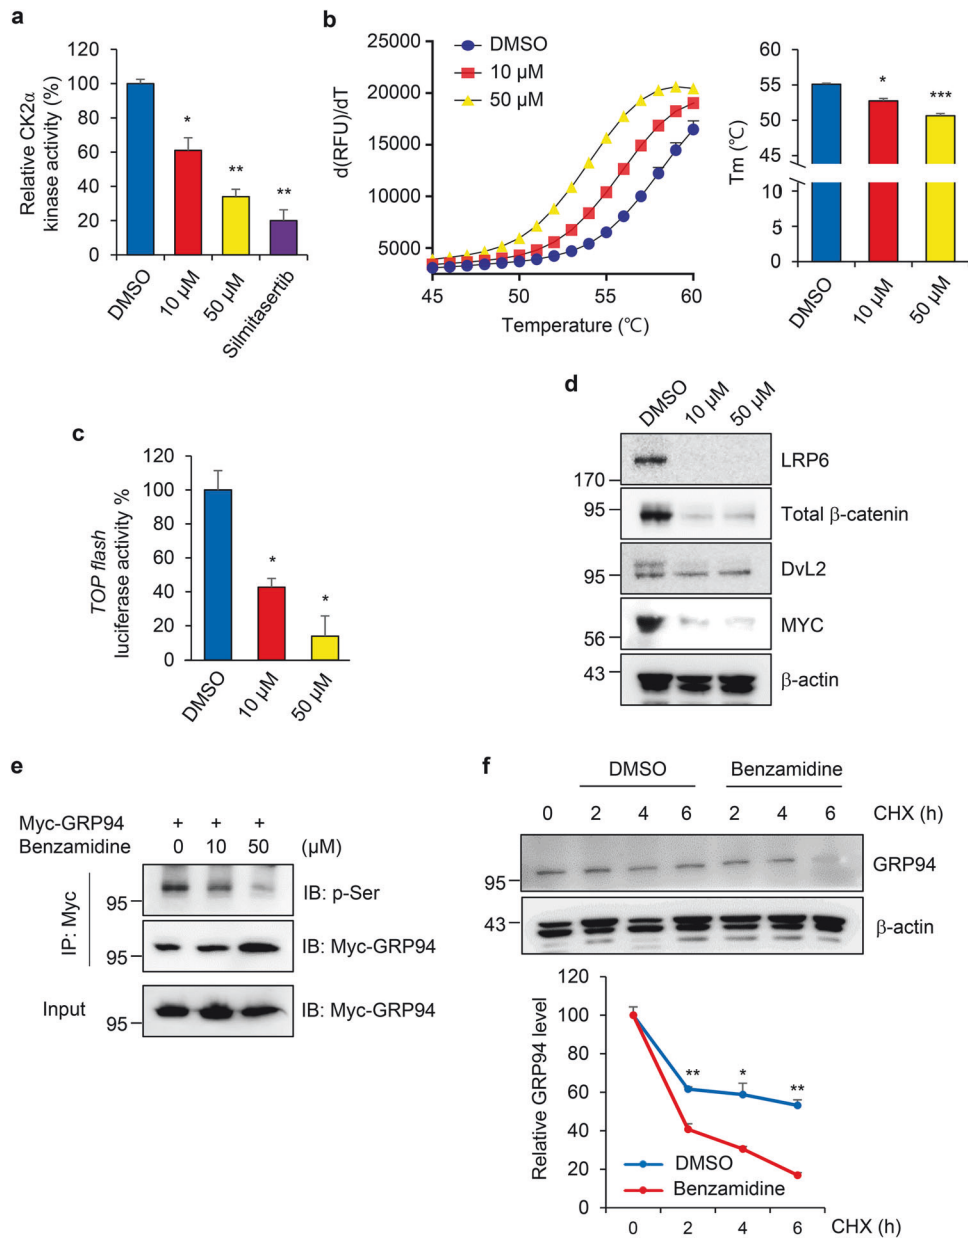 a
Relative CK2α
kinase activity (%)
120
100
80
60
40
20
0
*
**
**
DMSO
10 µM
50 µM
Silmitasertib
b
d(RFU)/dT
25000
20000
15000
10000
5000
DMSO
10 µM
50 µM
45
50
55
60
Temperature (℃)
Tm (℃)
60
55
50
45
15
10
5
0
*
***
DMSO
10 µM
50 µM
c
TOP flash
luciferase activity %
120
100
80
60
40
20
0
*
*
DMSO
10 µM
50 µM
d
DMSO
10 µM
50 µM
170
LRP6
95
Total β-catenin
95
DvL2
56
MYC
43
β-actin
e
Myc-GRP94 + + +
Benzamidine 0 10 50 (µM)
IP: Myc
95
IB: p-Ser
95
IB: Myc-GRP94
Input
95
IB: Myc-GRP94
f
DMSO Benzamidine
0 2 4 6 2 4 6 CHX (h)
95
GRP94
43
β-actin
Relative GRP94 level
120
100
80
60
40
20
0
**
*
**
DMSO
Benzamidine
0 2 4 6 CHX (h)